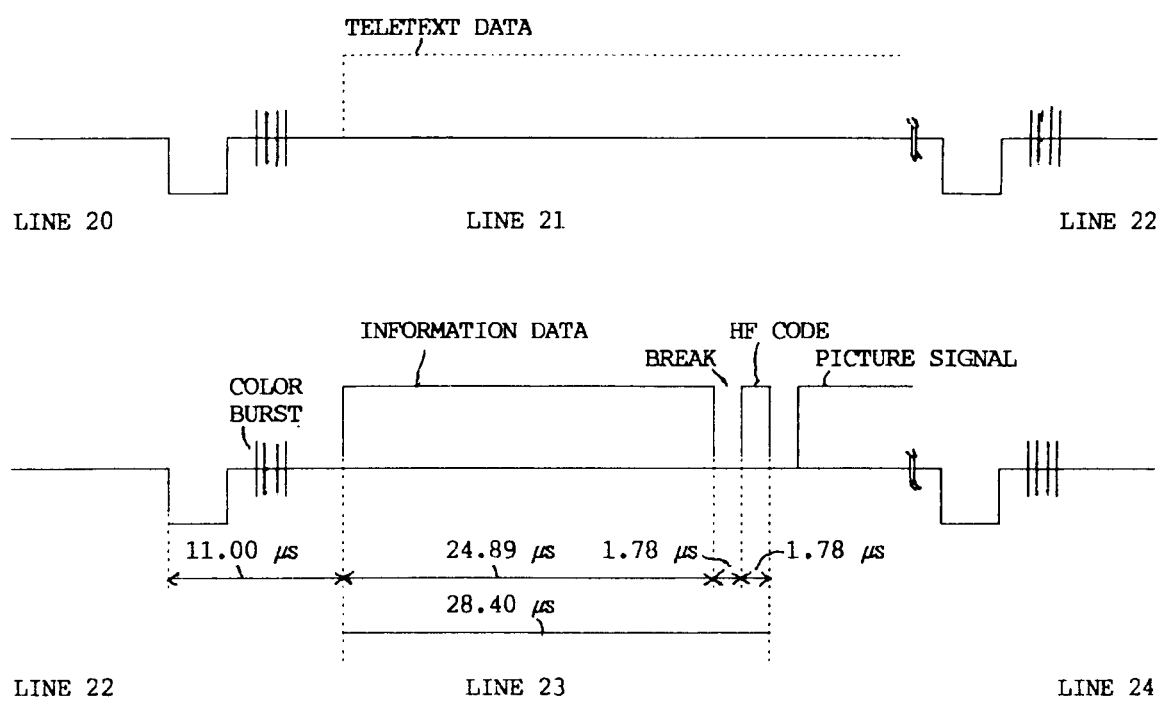 TELETEXT DATA
LINE 20 LINE 21 LINE 22
INFORMATION DATA HF CODE
BREAK PICTURE SIGNAL
COLOR
BURST
11.00 μs 24.89 μs 1.78 μs 1.78 μs
28.40 μs
LINE 22 LINE 23 LINE 24